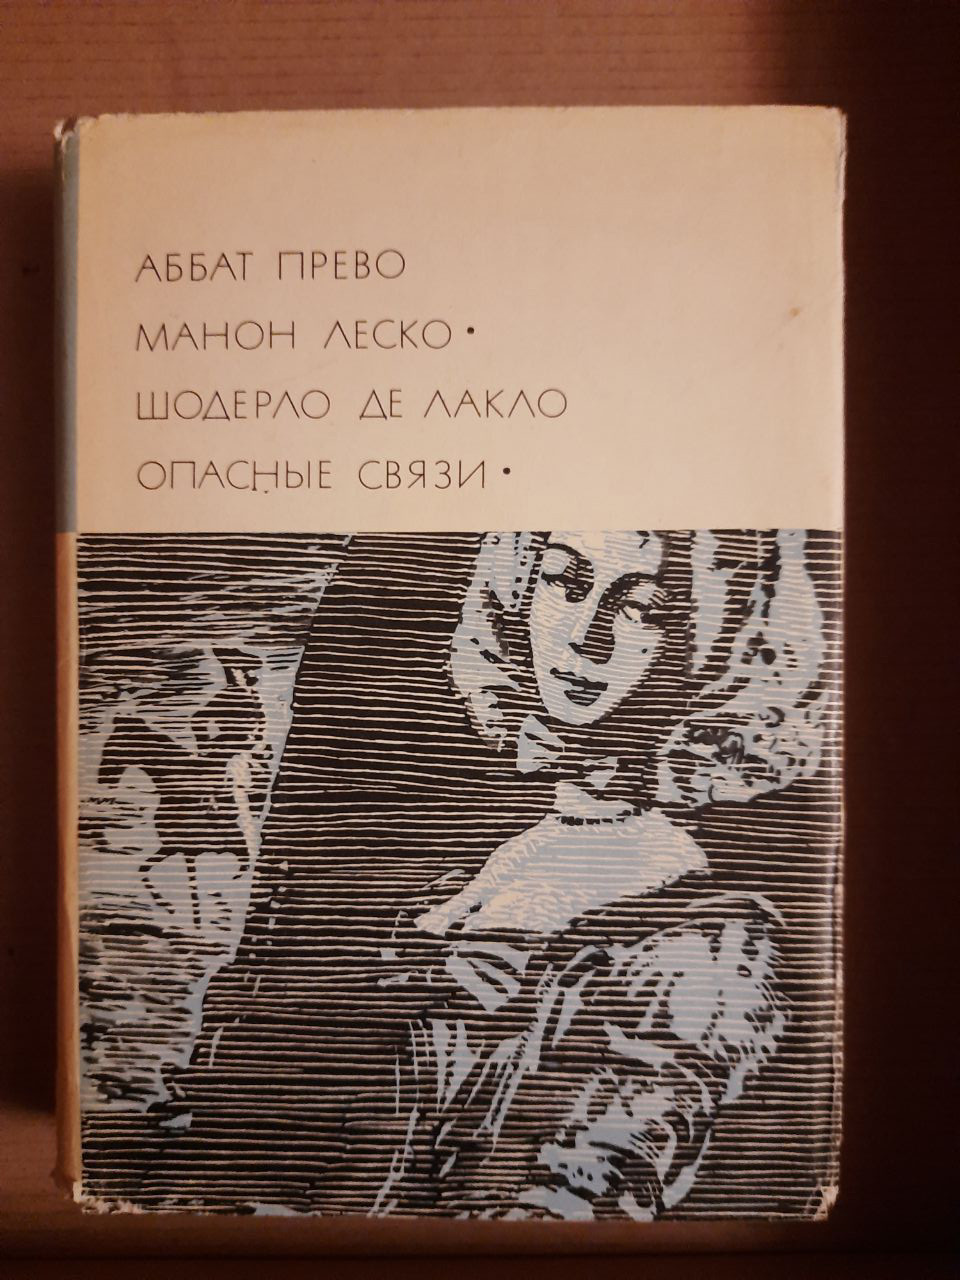 АББАТ ПРЕВО
МАНОН ЛЕСКО •
ШОДЕРЛО ДЕ ЛАКЛО
ОПАСНЫЕ СВЯЗИ •